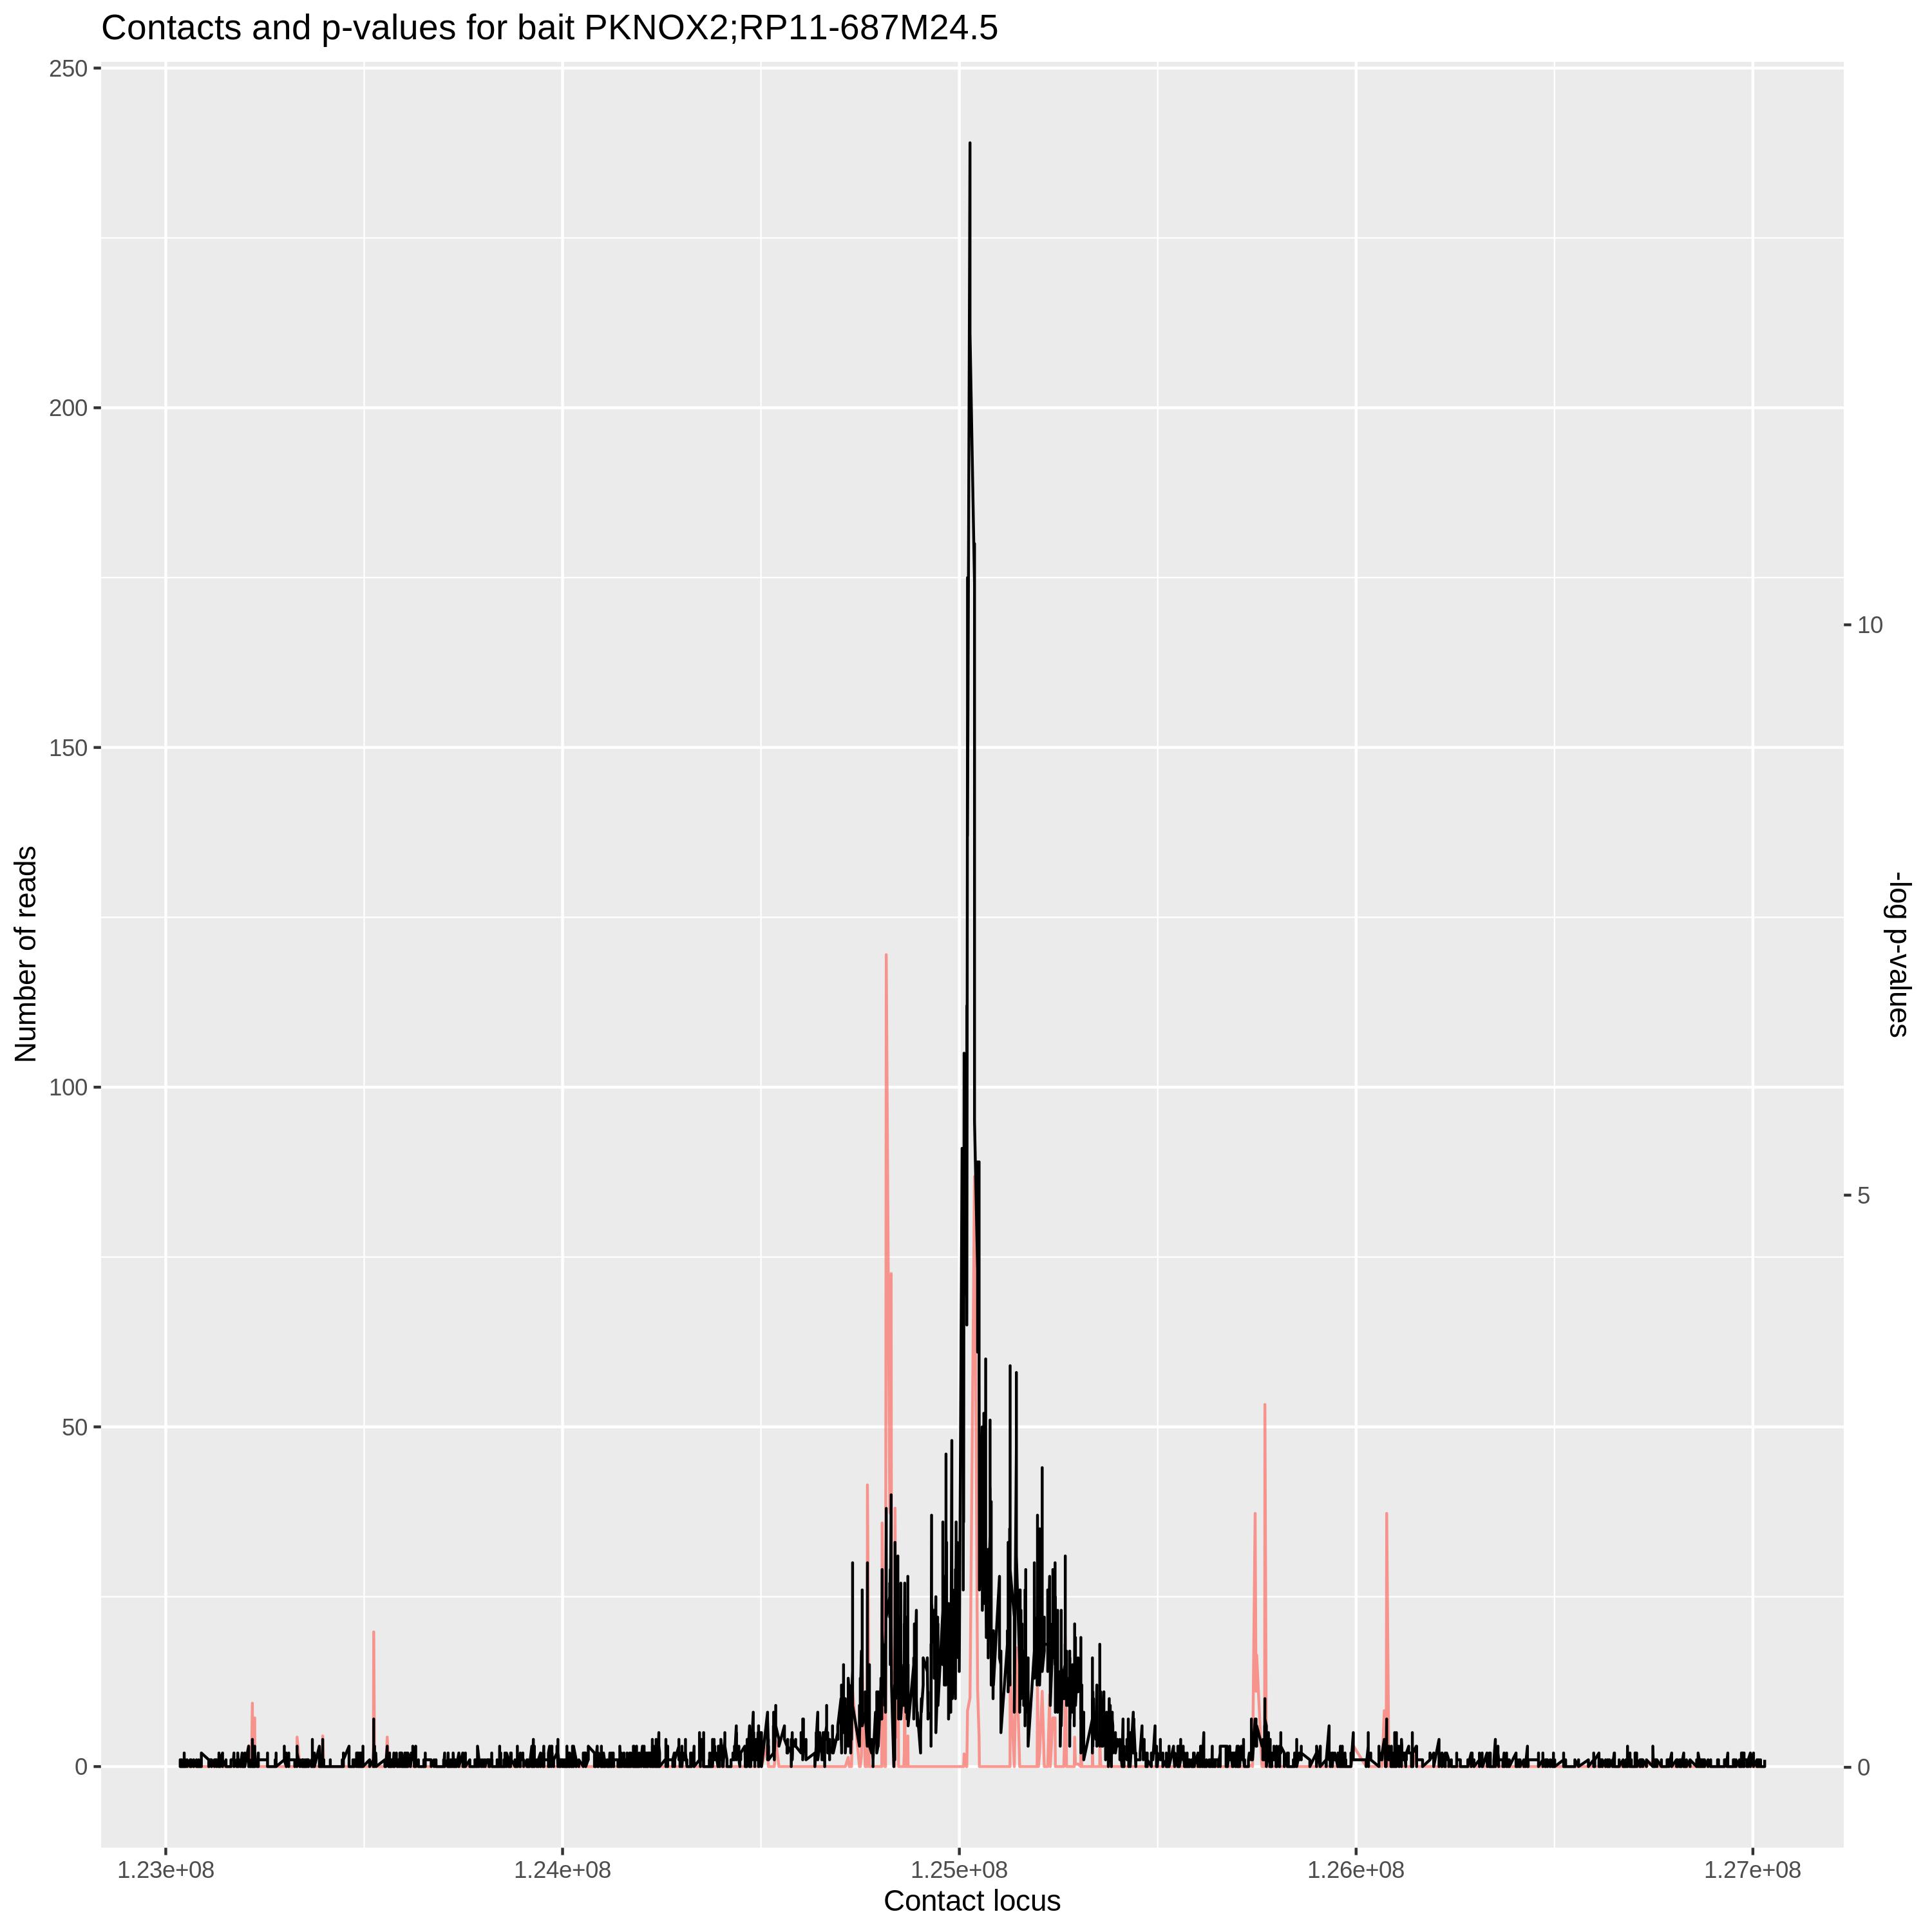 Contacts and p-values for bait PKNOX2;RP11-687M24.5
250
200
150
100
50
0
Number of reads
10
5
0
-log p-values
1.23e+08
1.24e+08
1.25e+08
1.26e+08
1.27e+08
Contact locus